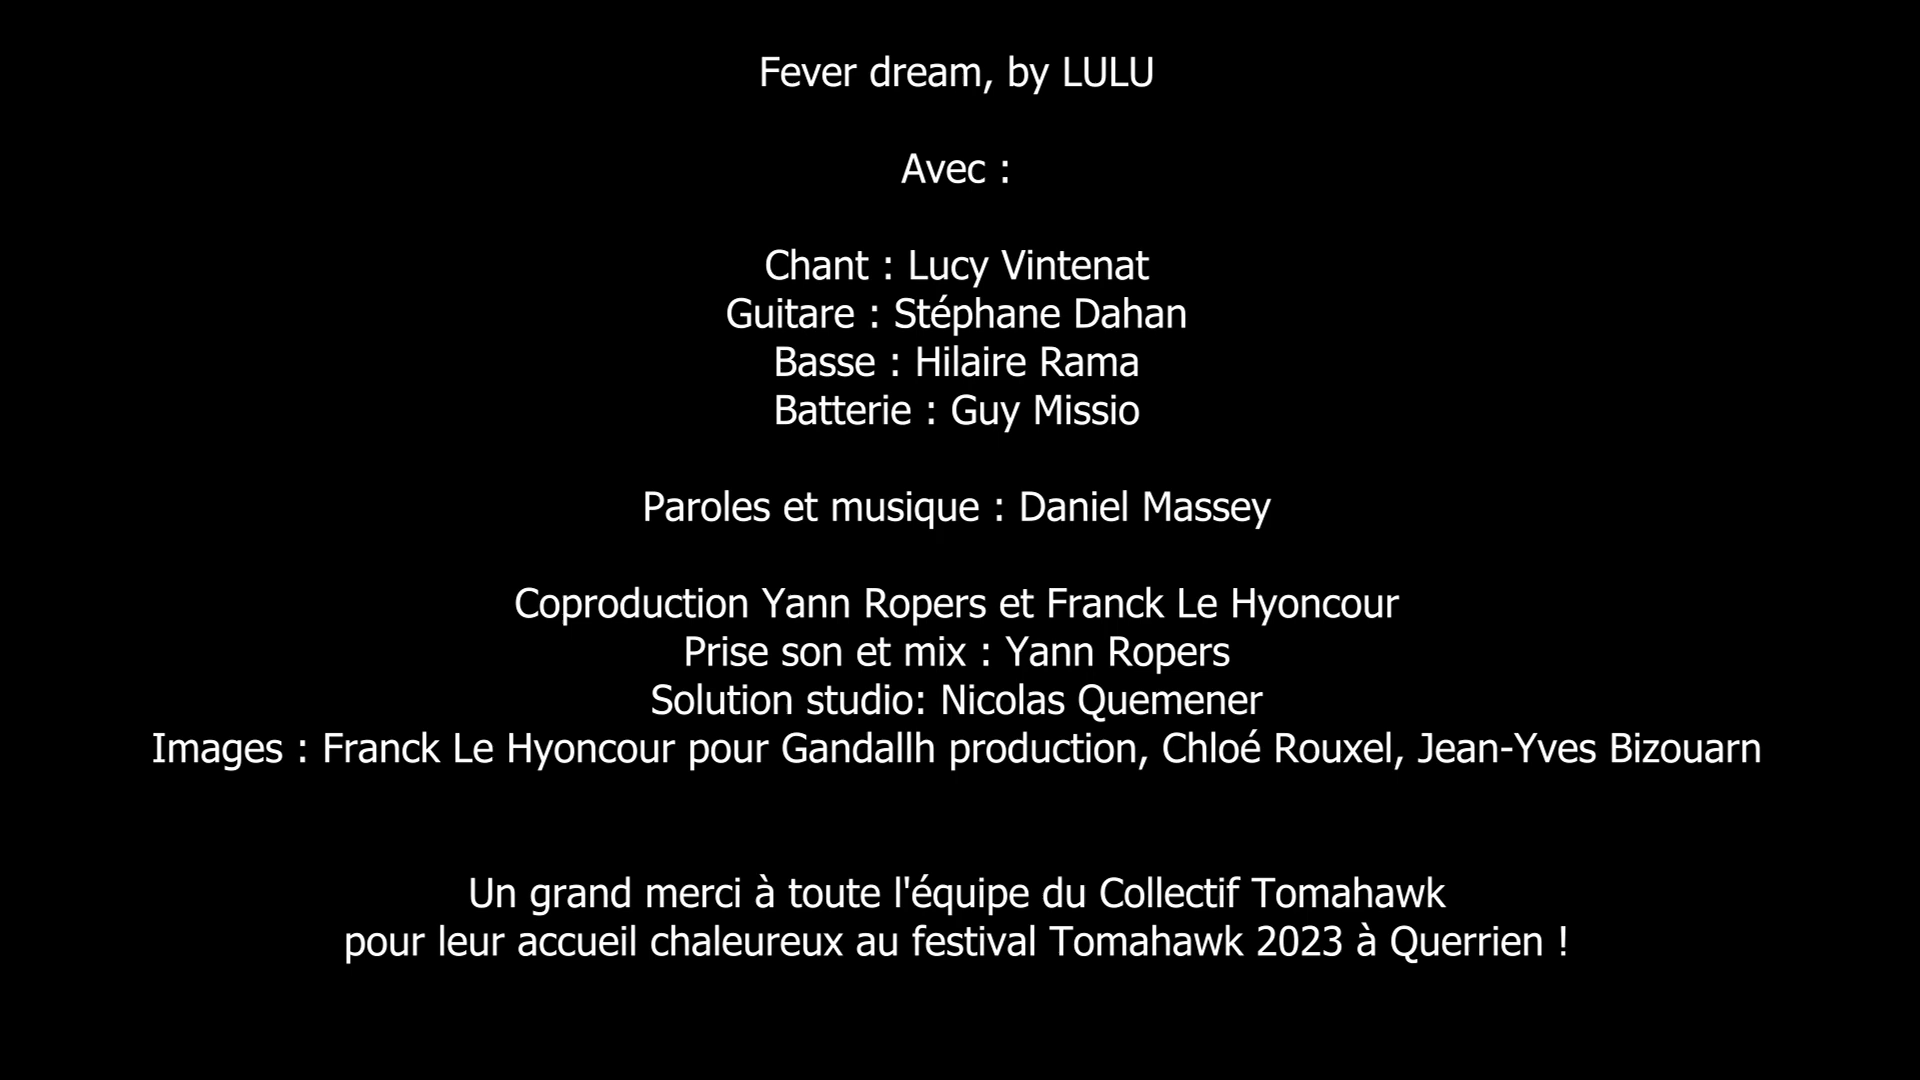 Fever dream, by LULU
Avec :
Chant : Lucy Vintenat
Guitare : Stéphane Dahan
Basse : Hilaire Rama
Batterie : Guy Missio
Paroles et musique : Daniel Massey
Coproduction Yann Ropers et Franck Le Hyoncour
Prise son et mix : Yann Ropers
Solution studio: Nicolas Quemener
Images : Franck Le Hyoncour pour Gandallh production, Chloé Rouxel, Jean-Yves Bizouarn
Un grand merci à toute l'équipe du Collectif Tomahawk
pour leur accueil chaleureux au festival Tomahawk 2023 à Querrien !